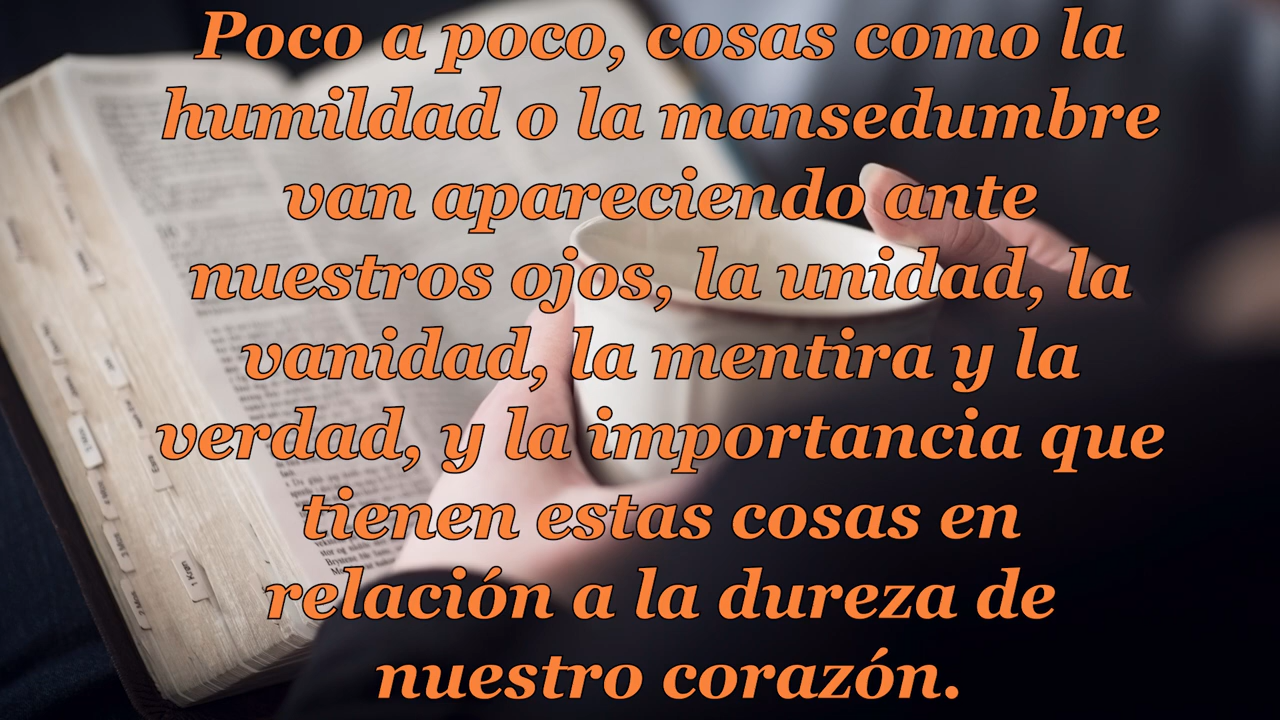 Poco a poco, cosas como la
humildad o la mansedumbre
van apareciendo ante
nuestros ojos, la unidad, la
vanidad, la mentira y la
verdad, y la importancia que
tienen estas cosas en
relación a la dureza de
nuestro corazón.